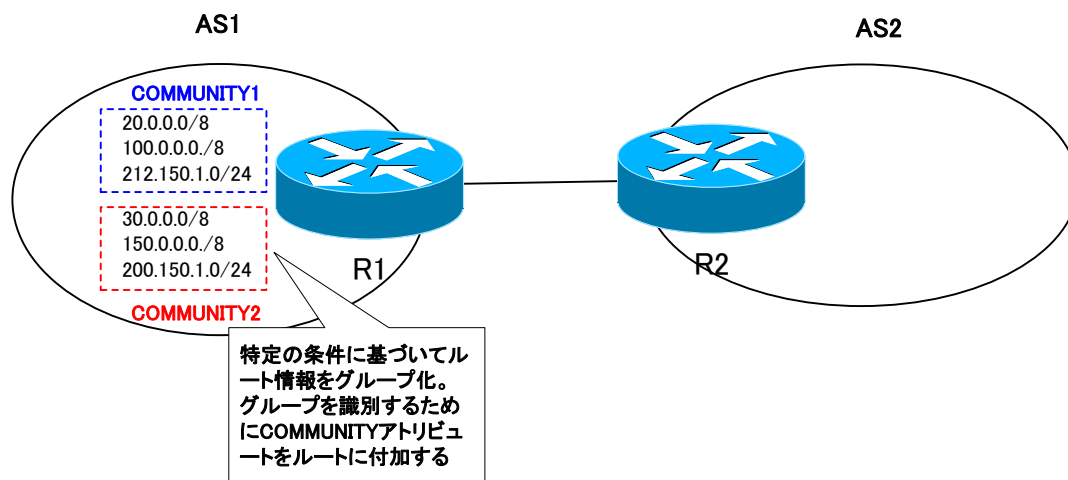 AS1
AS2
COMMUNITY1
20.0.0.0/8
100.0.0.0./8
212.150.1.0/24
30.0.0.0/8
150.0.0.0./8
200.150.1.0/24
COMMUNITY2
R1
R2
特定の条件に基づいてル
ート情報をグループ化。
グループを識別するため
にCOMMUNITYアトリビュ
ートをルートに付加する